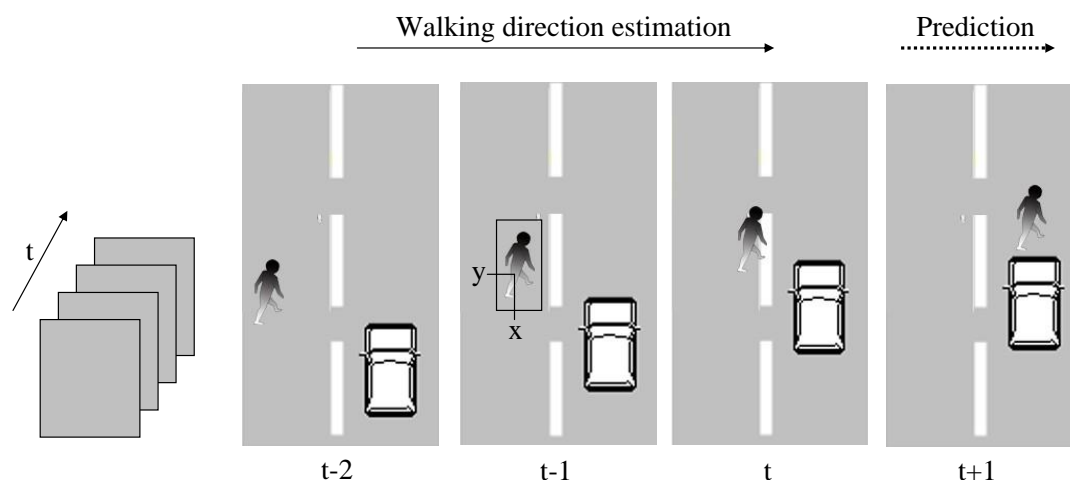 Walking direction estimation
Prediction
t
y
x
t-2
t-1
t
t+1